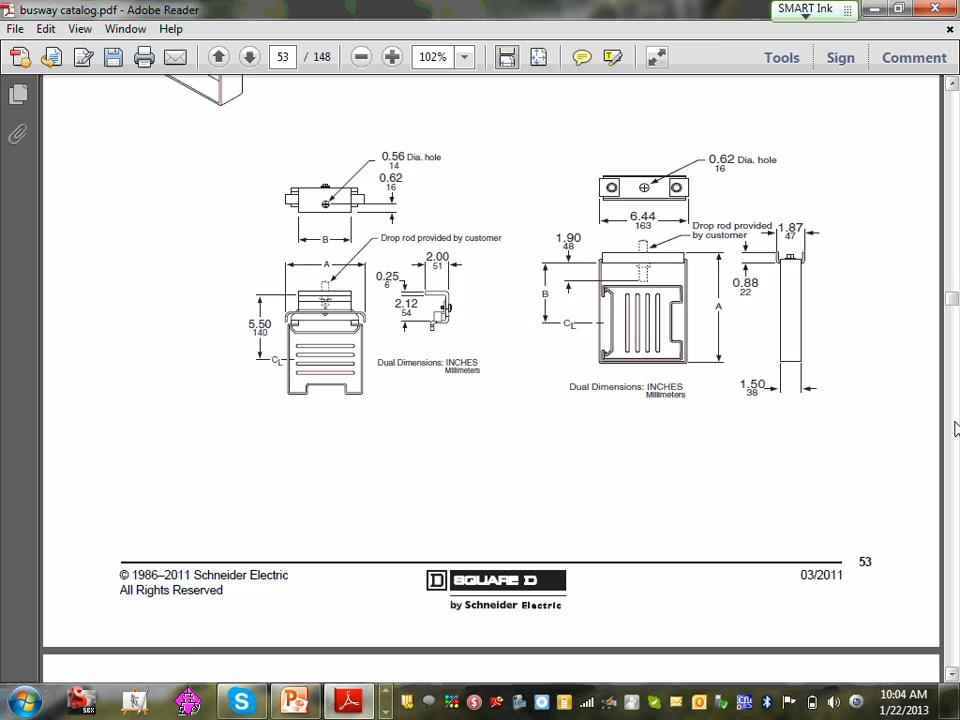 busway catalog.pdf - Adobe Reader
SMART Ink
File Edit View Window Help
53 / 148
102%
Tools Sign Comment
0.56 Dia. hole
14
0.62
16
B
Drop rod provided by customer
A
2.00
51
0.25
6
2.12
54
5.50
140
CL
Dual Dimensions: INCHES
Millimeters
0.62 Dia. hole
16
6.44
163
Drop rod provided
by customer
1.90
48
1.87
47
0.88
22
B
A
CL
1.50
38
Dual Dimensions: INCHES
Millimeters
53
© 1986–2011 Schneider Electric
All Rights Reserved
D SQUARE D
by Schneider Electric
03/2011
10:04 AM
1/22/2013